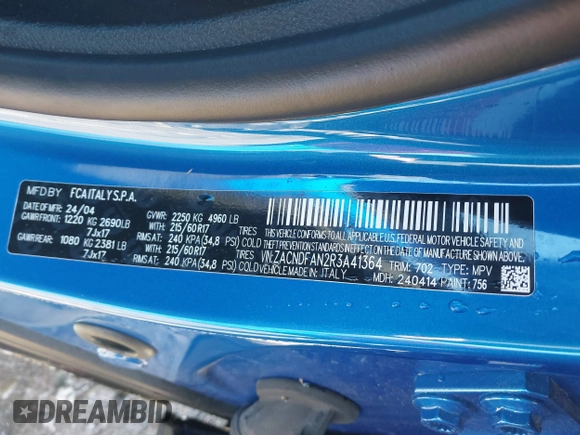 MFD BY FCA ITALY S.P.A.
DATE OF MFR: 24/04 GVWR: 2250 KG 4960 LB
GAWR FRONT: 1220 KG 2690 LB WITH 215/60R17 TIRES
7Jx17 RIMS AT: 240 KPA (34,8 PSI) COLD
GAWR REAR: 1080 KG 2381 LB WITH 215/60R17 TIRES
7Jx17 RIMS AT: 240 KPA (34,8 PSI) COLD
THIS VEHICLE CONFORMS TO ALL APPLICABLE
U.S. FEDERAL MOTOR VEHICLE SAFETY AND
THEFT PREVENTION STANDARDS IN EFFECT ON THE DATE OF MANUFACTURE SHOWN ABOVE.
VIN: ZACNDFAN2R3A41364 TRIM: 702 TYPE: MPV
MADE IN: ITALY MDH: 240414 PAINT: 756
DREAMBID